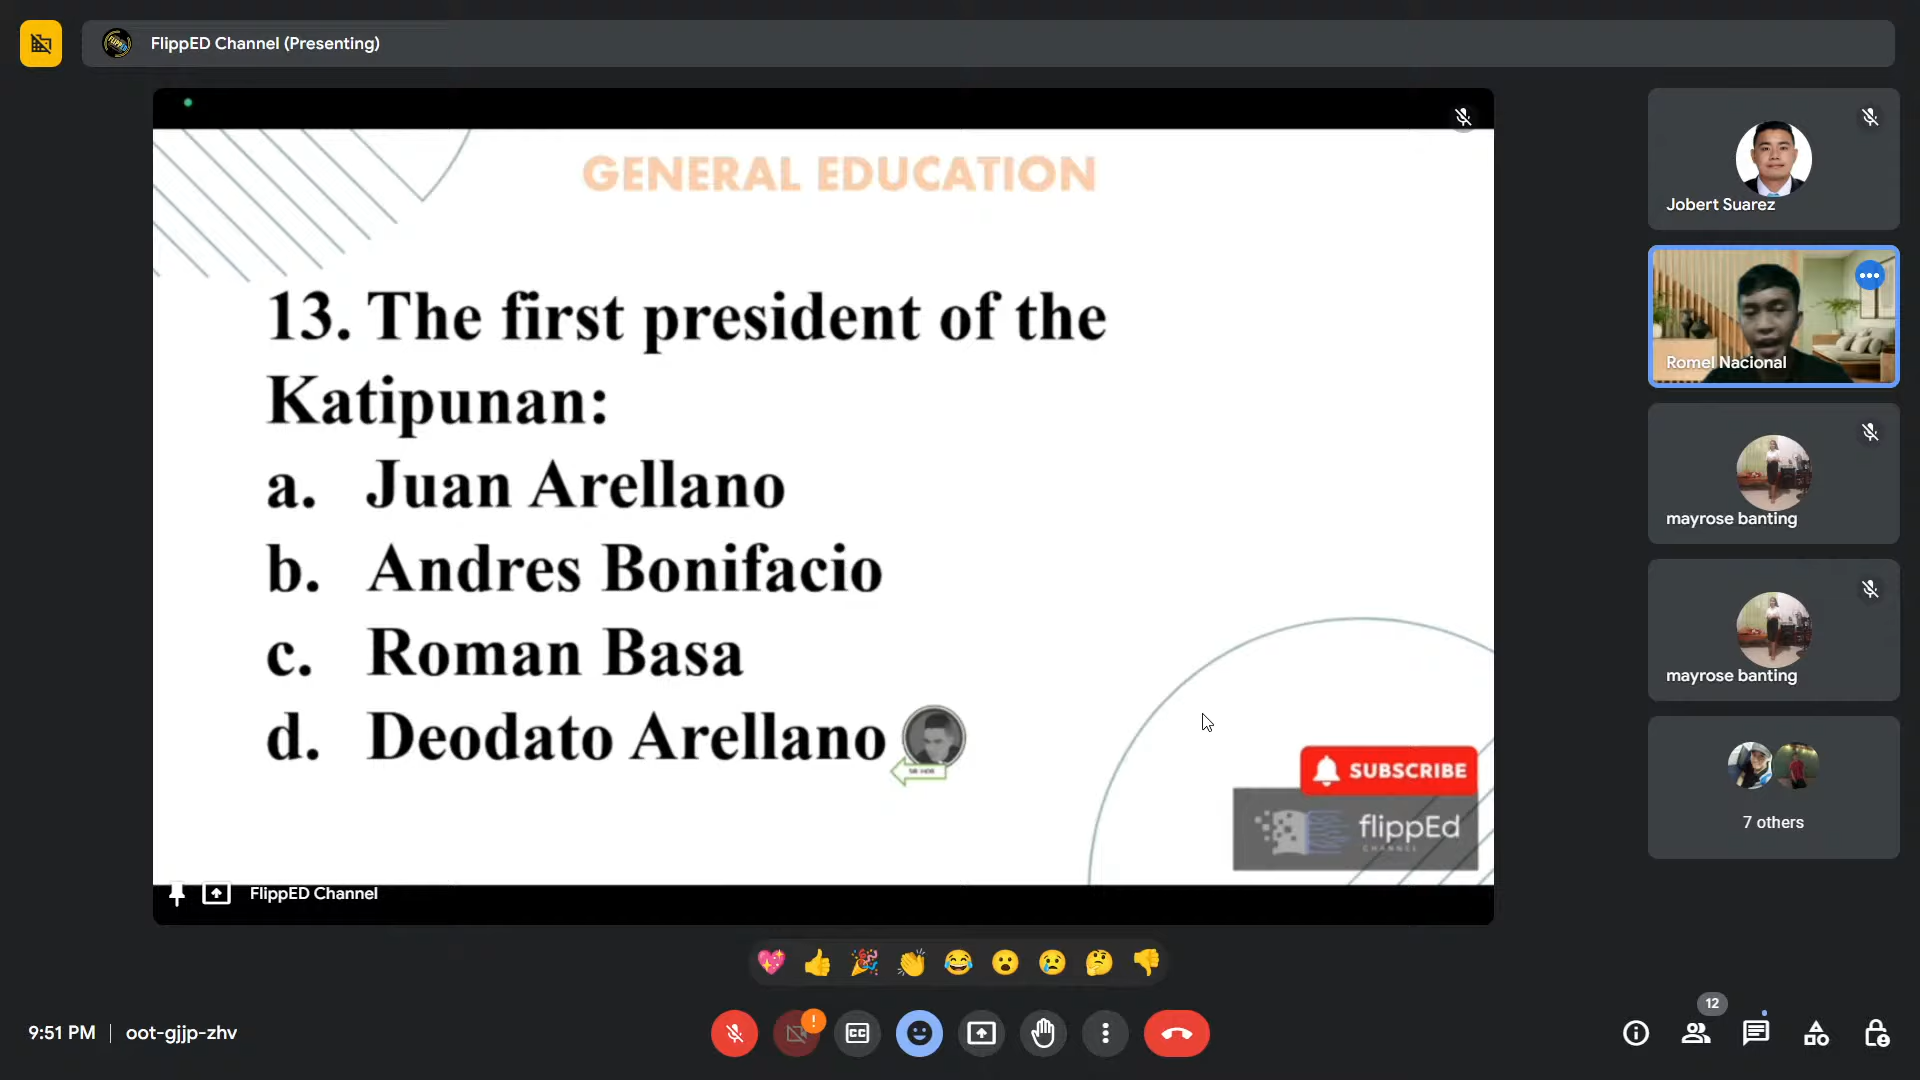 FlippED Channel (Presenting)
GENERAL EDUCATION
13. The first president of the
Katipunan:
a. Juan Arellano
b. Andres Bonifacio
c. Roman Basa
d. Deodato Arellano
SUBSCRIBE
flippEd
CHANNEL
FlippED Channel
Jobert Suarez
Romel Nacional
mayrose banting
mayrose banting
7 others
9:51 PM
oot-gjjp-zhv
CC
12